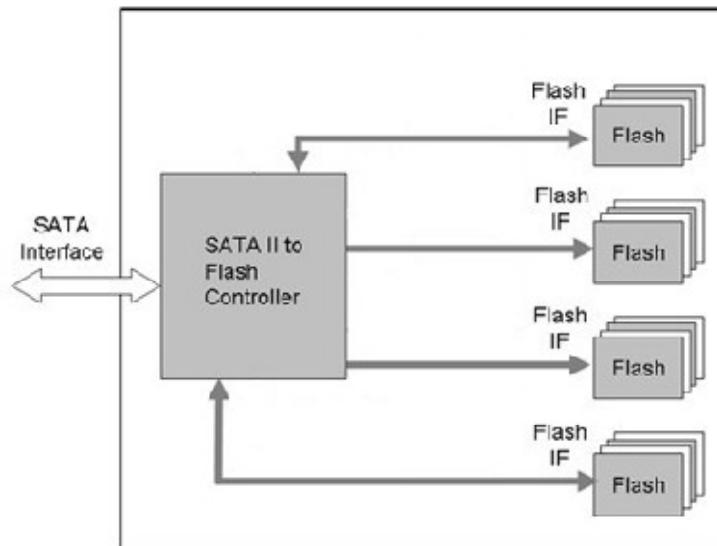 Flash
IF
Flash
SATA
Interface
SATA II to
Flash
Controller
Flash
IF
Flash
Flash
IF
Flash
Flash
IF
Flash